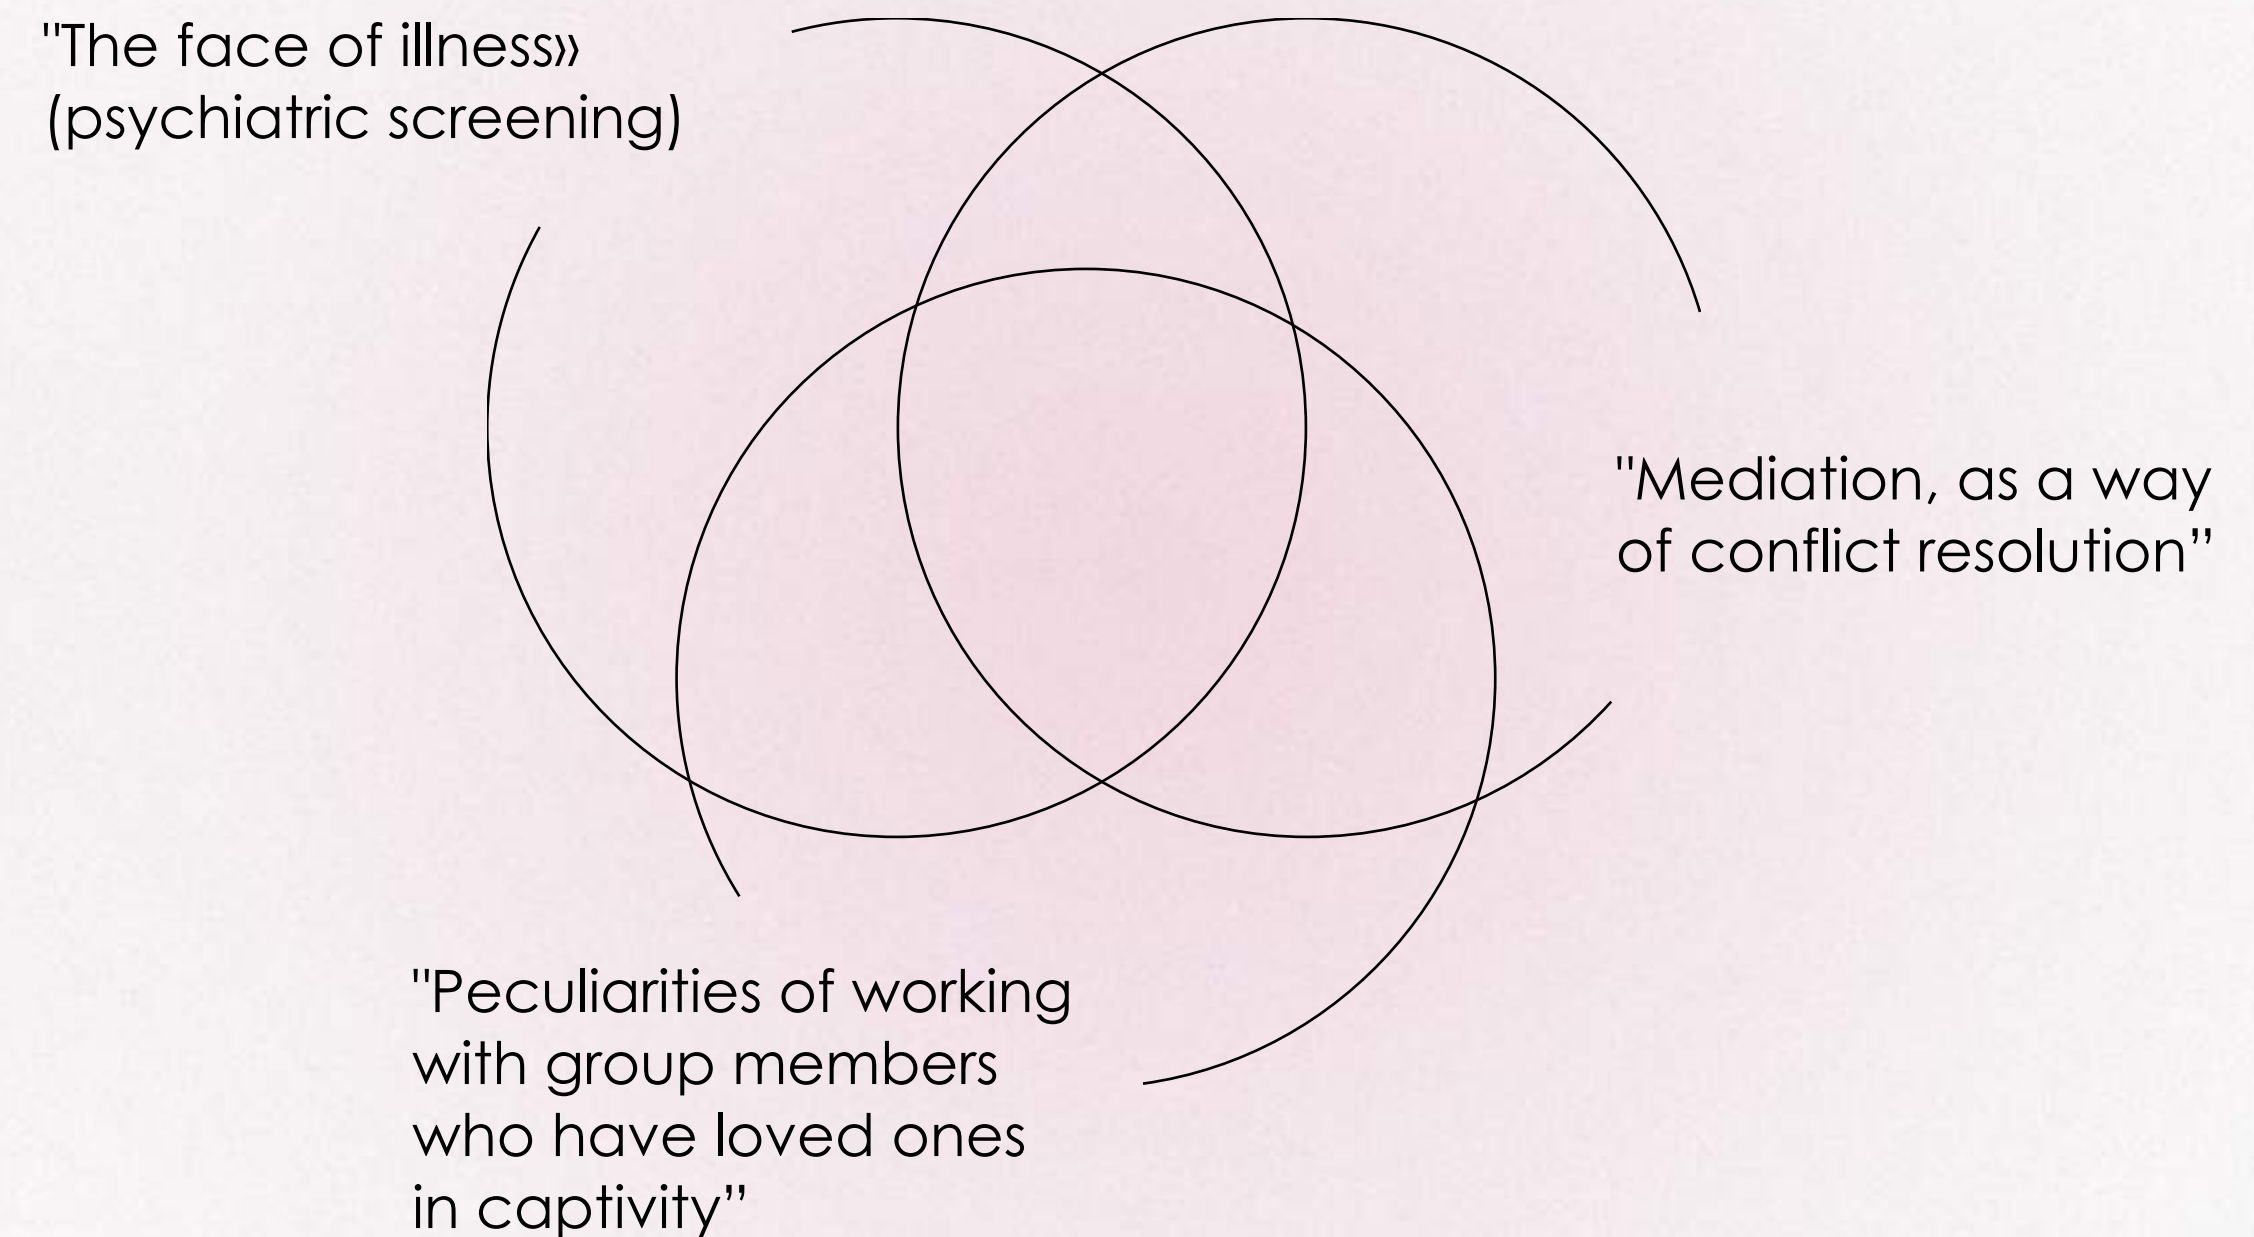 "The face of illness»
(psychiatric screening)
"Mediation, as a way
of conflict resolution”
"Peculiarities of working
with group members
who have loved ones
in captivity”